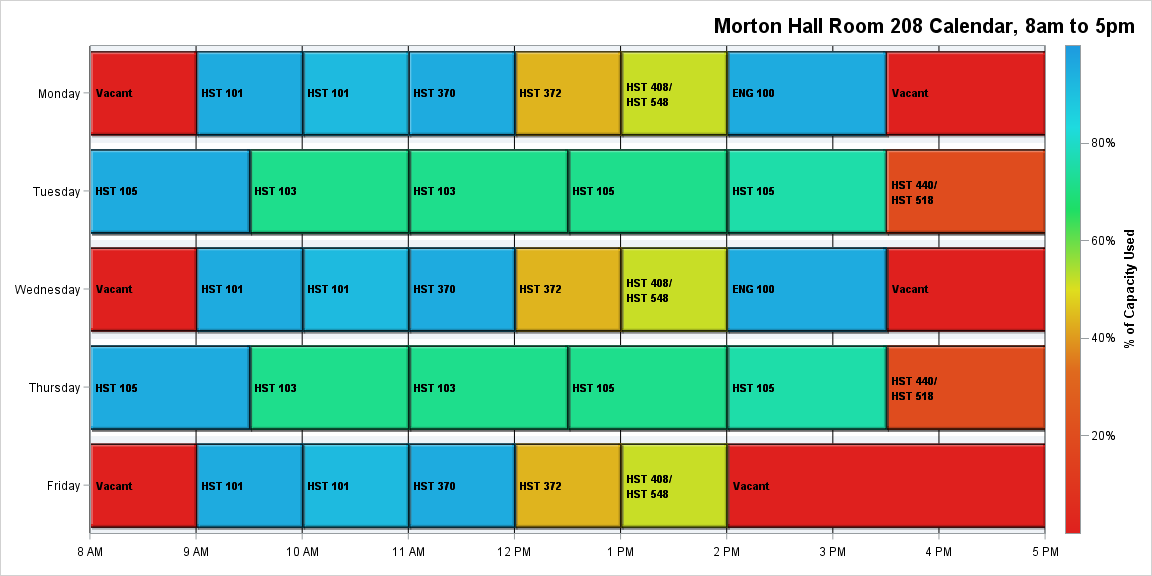 Morton Hall Room 208 Calendar, 8am to 5pm
Monday
Vacant
HST 101
HST 101
HST 370
HST 372
HST 408/
HST 548
ENG 100
Vacant
Tuesday
HST 105
HST 103
HST 103
HST 105
HST 105
HST 440/
HST 518
Wednesday
Vacant
HST 101
HST 101
HST 370
HST 372
HST 408/
HST 548
ENG 100
Vacant
Thursday
HST 105
HST 103
HST 103
HST 105
HST 105
HST 440/
HST 518
Friday
Vacant
HST 101
HST 101
HST 370
HST 372
HST 408/
HST 548
Vacant
8 AM
9 AM
10 AM
11 AM
12 PM
1 PM
2 PM
3 PM
4 PM
5 PM
80%
60%
40%
20%
% of Capacity Used